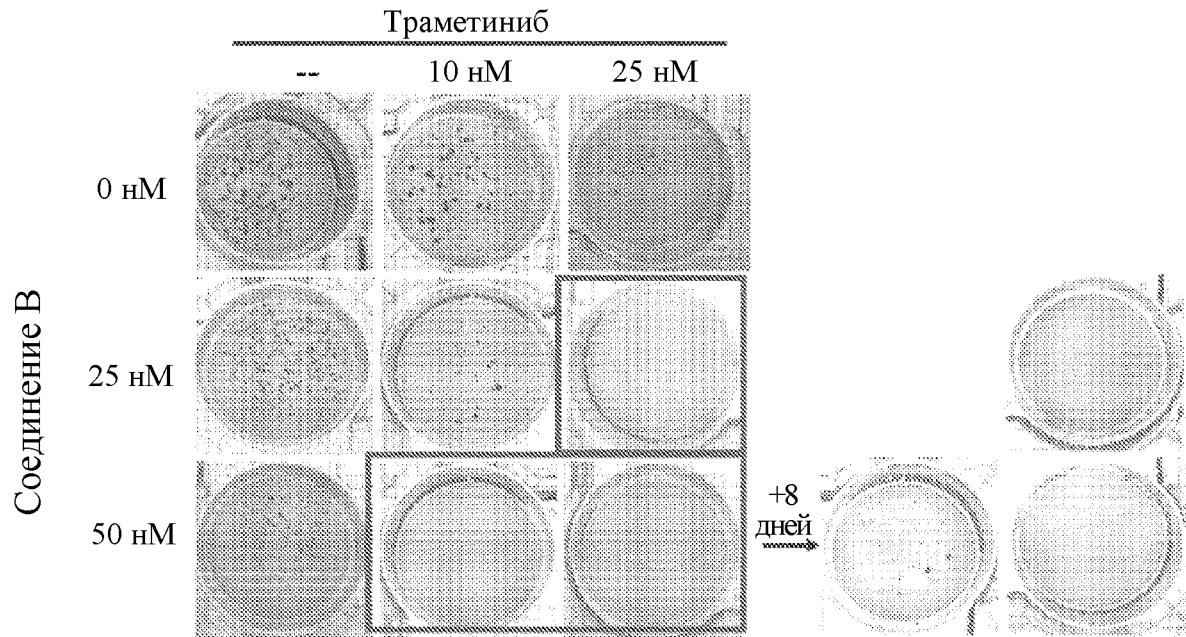 Траметиниб
-- 10 нМ 25 нМ
0 нМ
Соединение B
25 нМ
50 нМ
+8
дней